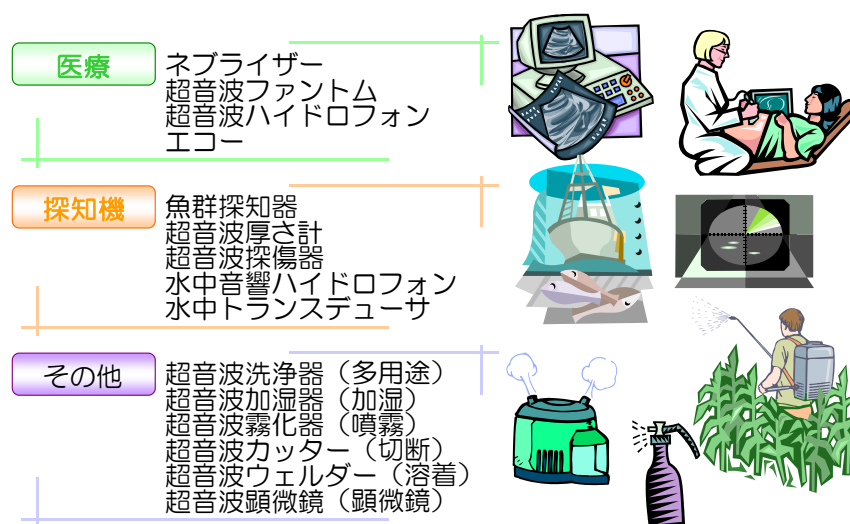 医療
ネブライザー
超音波ファントム
超音波ハイドロフォン
エコー
探知機
魚群探知器
超音波厚さ計
超音波探傷器
水中音響ハイドロフォン
水中トランスデューサ
その他
超音波洗浄器（多用途）
超音波加湿器（加湿）
超音波霧化器（噴霧）
超音波カッター（切断）
超音波ウェルダー（溶着）
超音波顕微鏡（顕微鏡）